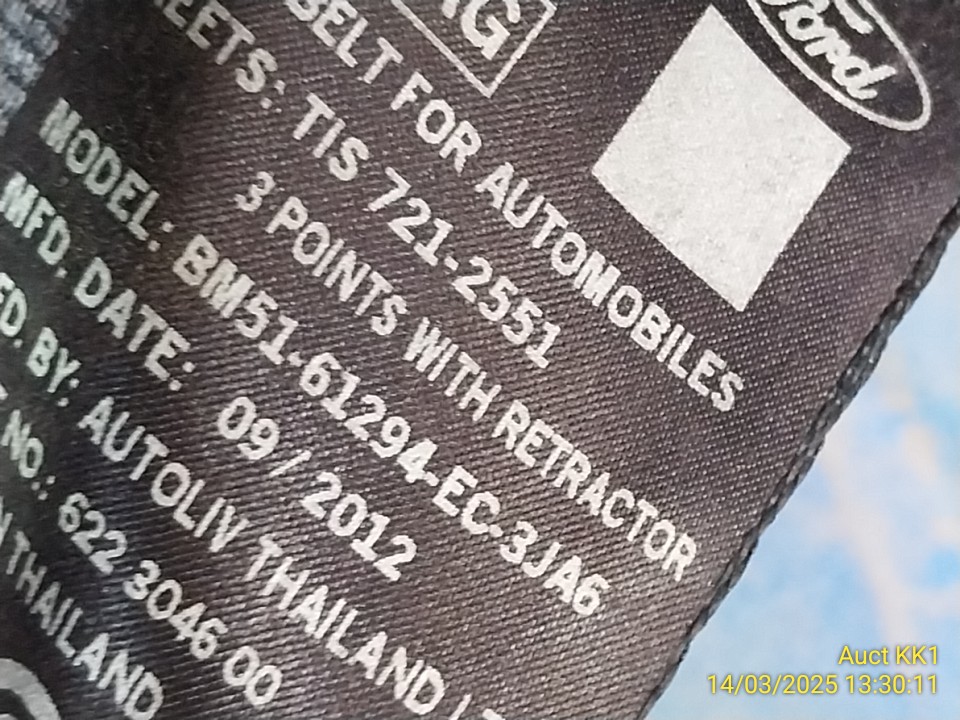 Ford
BELT FOR AUTOMOBILES
TIS 721-2551
3 POINTS WITH RETRACTOR
MODEL: BM51-61294-EC-3JA6
MFD. DATE: 09 / 2012
BY: AUTOLIV THAILAND
NO.: 622 3046 00
THAILAND
Auct KK1
14/03/2025 13:30:11